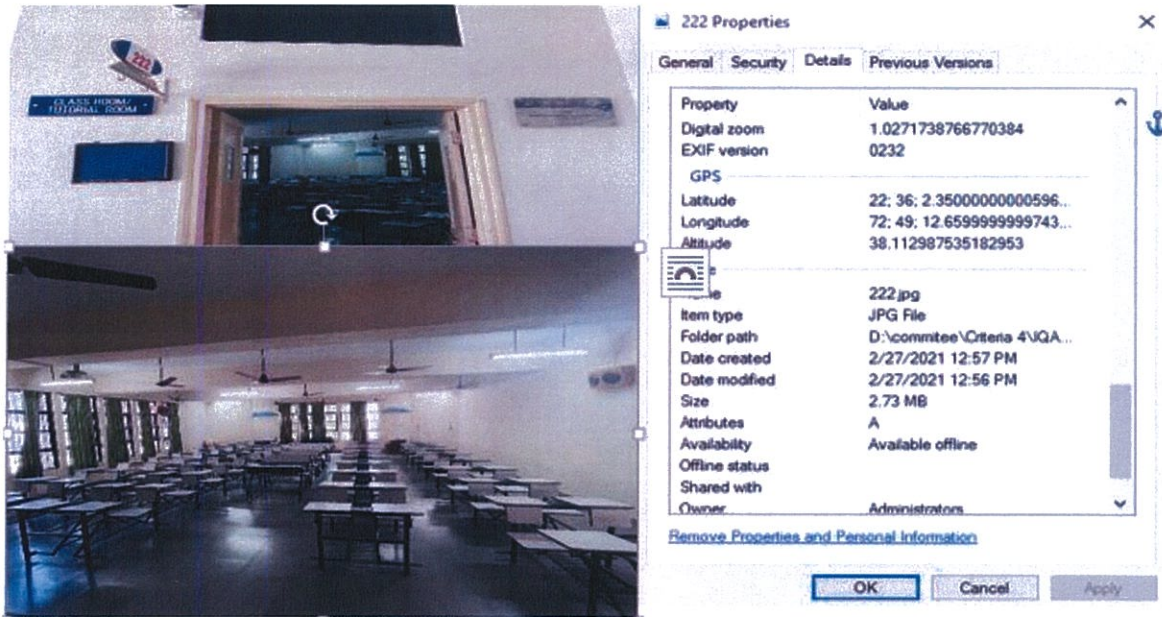 222
CLASS ROOM/
TUTORIAL ROOM
222 Properties
General Security Details Previous Versions
Property Value
Digital zoom 1.0271738766770384
EXIF version 0232
GPS
Latitude 22; 36; 2.35000000000596...
Longitude 72; 49; 12.6599999999743...
Altitude 38.112987535182953
222.jpg
Item type JPG File
Folder path D:\commitee\Criteria 4\IQA...
Date created 2/27/2021 12:57 PM
Date modified 2/27/2021 12:56 PM
Size 2.73 MB
Attributes A
Availability Available offline
Offline status
Shared with
Owner Administrators
Remove Properties and Personal Information
OK Cancel Apply